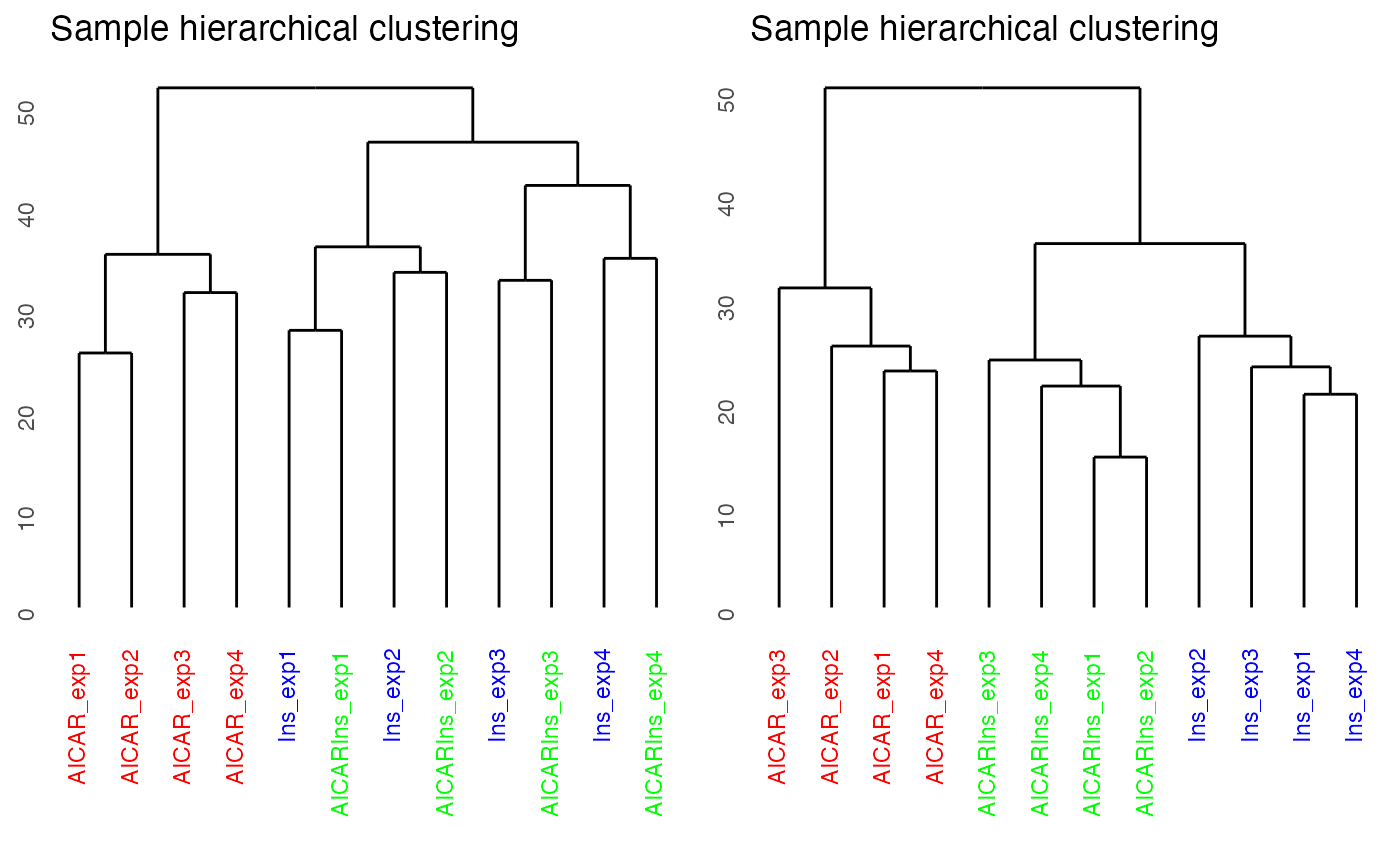 Sample hierarchical clustering
50
40
30
20
10
0
AICAR_exp1
AICAR_exp2
AICAR_exp3
AICAR_exp4
Ins_exp1
AICARIns_exp1
Ins_exp2
AICARIns_exp2
Ins_exp3
AICARIns_exp3
Ins_exp4
AICARIns_exp4
Sample hierarchical clustering
50
40
30
20
10
0
AICAR_exp3
AICAR_exp2
AICAR_exp1
AICAR_exp4
AICARIns_exp3
AICARIns_exp4
AICARIns_exp1
AICARIns_exp2
Ins_exp2
Ins_exp3
Ins_exp1
Ins_exp4